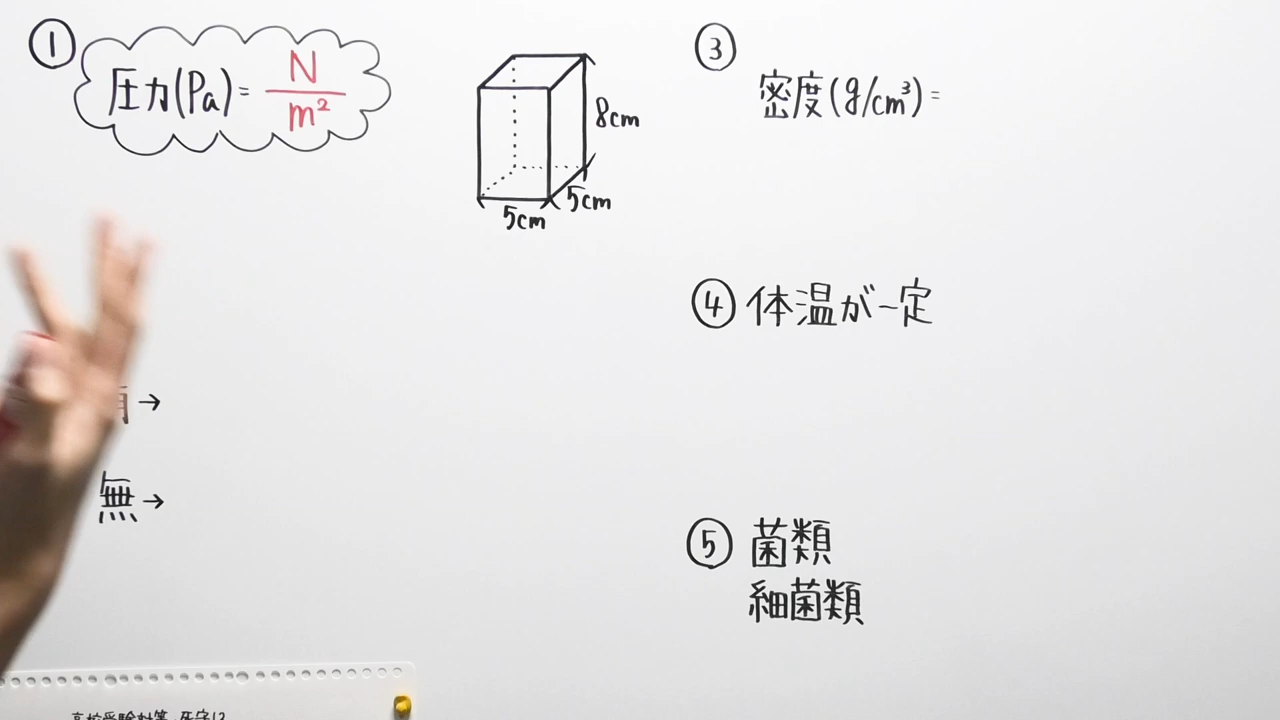 ①
圧力(Pa)= N/m²
8cm
5cm
5cm
→
無→
③
密度(g/cm³)=
④ 体温が一定
⑤ 菌類
細菌類